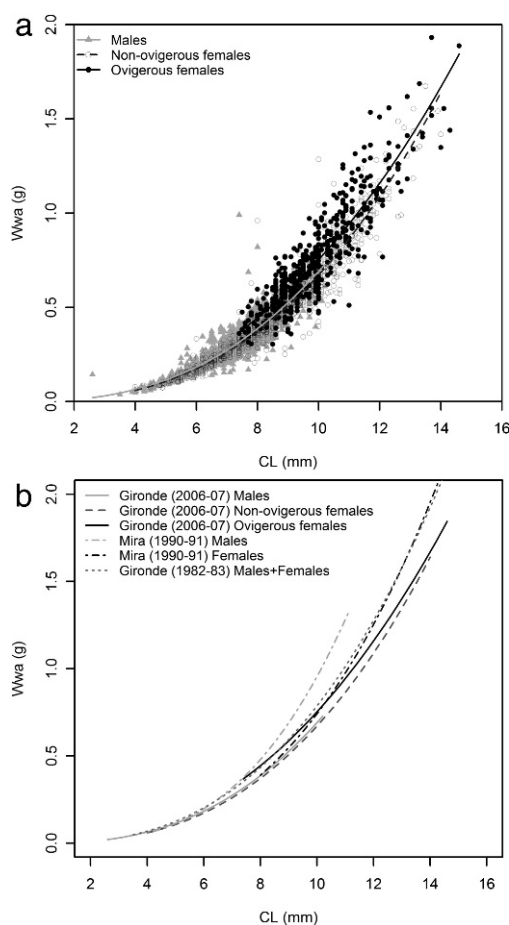 a
Males
Non-ovigerous females
Ovigerous females
2.0
1.5
1.0
0.5
0.0
Wwa (g)
2 4 6 8 10 12 14 16
CL (mm)
b
Gironde (2006-07) Males
Gironde (2006-07) Non-ovigerous females
Gironde (2006-07) Ovigerous females
Mira (1990-91) Males
Mira (1990-91) Females
Gironde (1982-83) Males+Females
2.0
1.5
1.0
0.5
0.0
Wwa (g)
2 4 6 8 10 12 14 16
CL (mm)